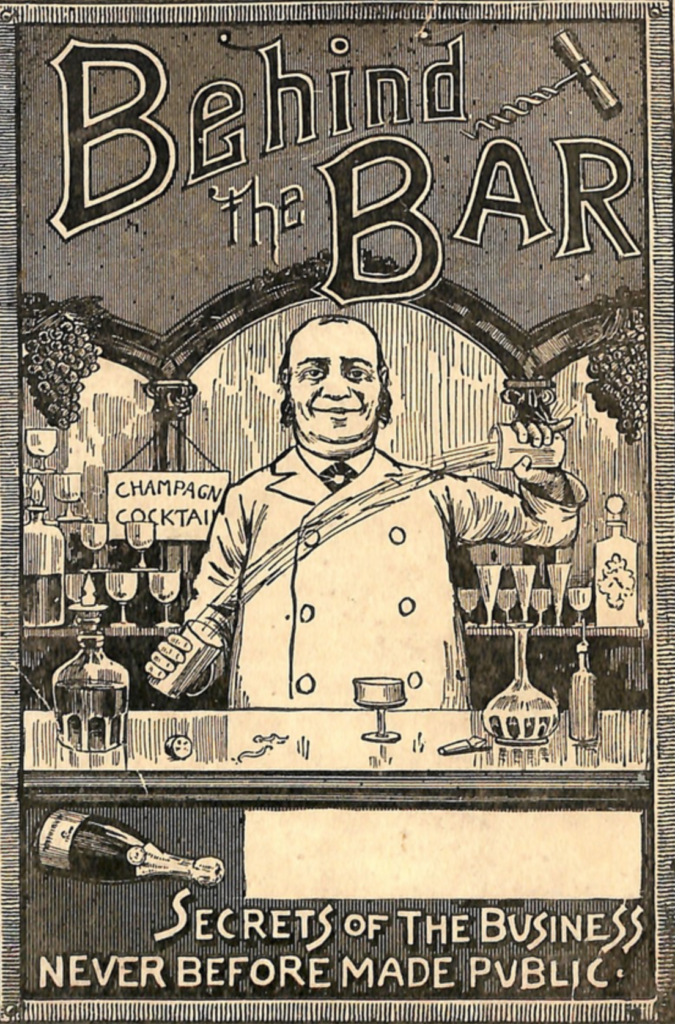 Behind
the BAR
CHAMPAGN
COCKTAI
SECRETS OF THE BUSINESS
NEVER BEFORE MADE PVBLIC.